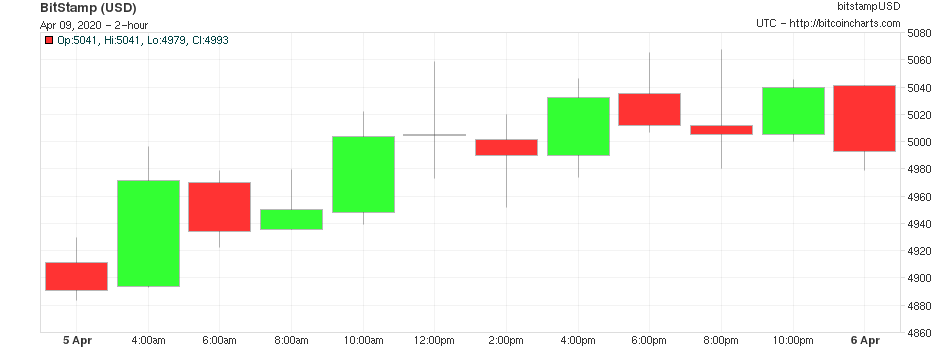 BitStamp (USD)
bitstampUSD
Apr 09, 2020 - 2-hour
UTC - http://bitcoincharts.com
Op:5041, Hi:5041, Lo:4979, Cl:4993
5080
5060
5040
5020
5000
4980
4960
4940
4920
4900
4880
4860
5 Apr 4:00am 6:00am 8:00am 10:00am 12:00pm 2:00pm 4:00pm 6:00pm 8:00pm 10:00pm 6 Apr